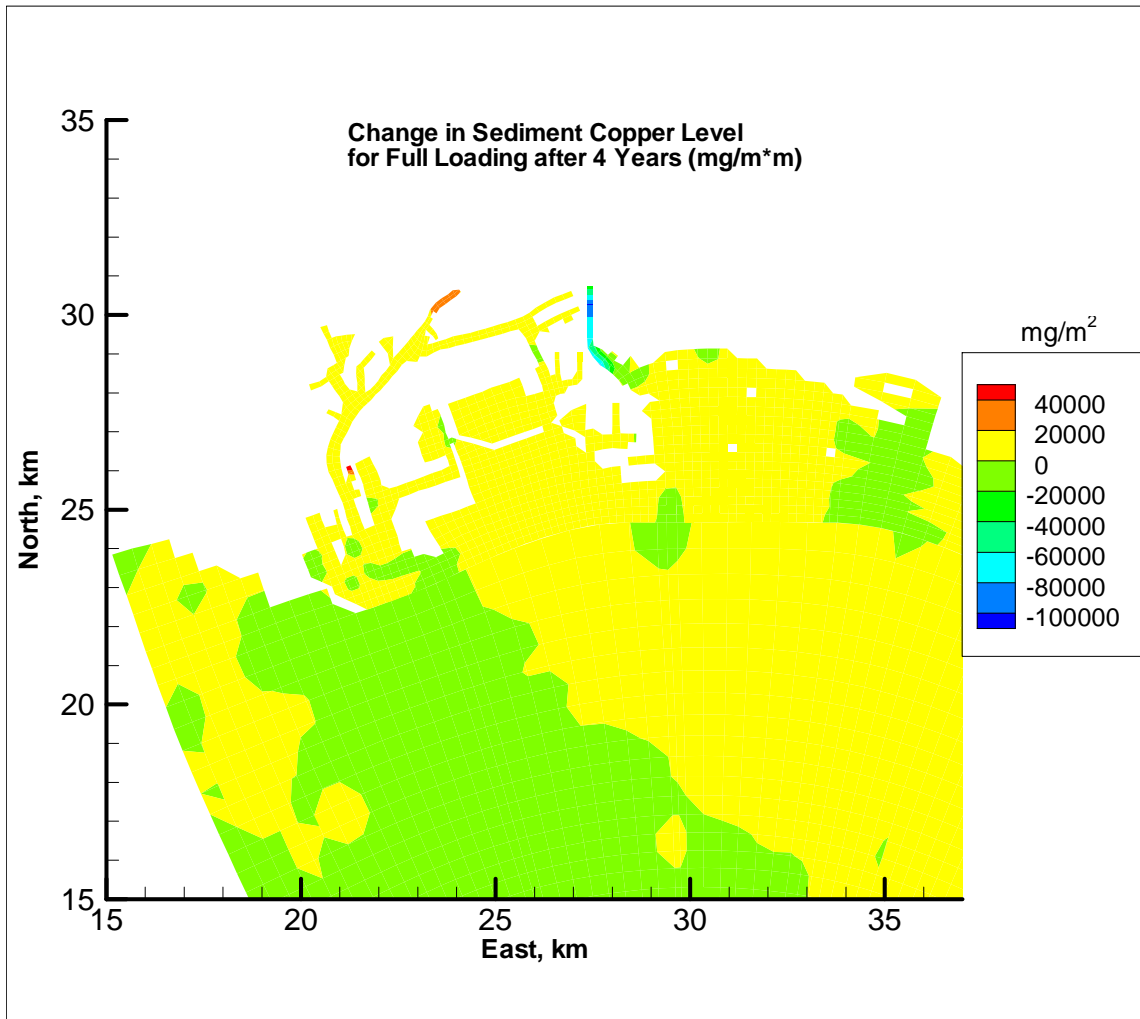 35
Change in Sediment Copper Level
for Full Loading after 4 Years (mg/m*m)
30
mg/m²
40000
20000
0
-20000
-40000
-60000
-80000
-100000
25
North, km
20
15
15 20 25 30 35
East, km